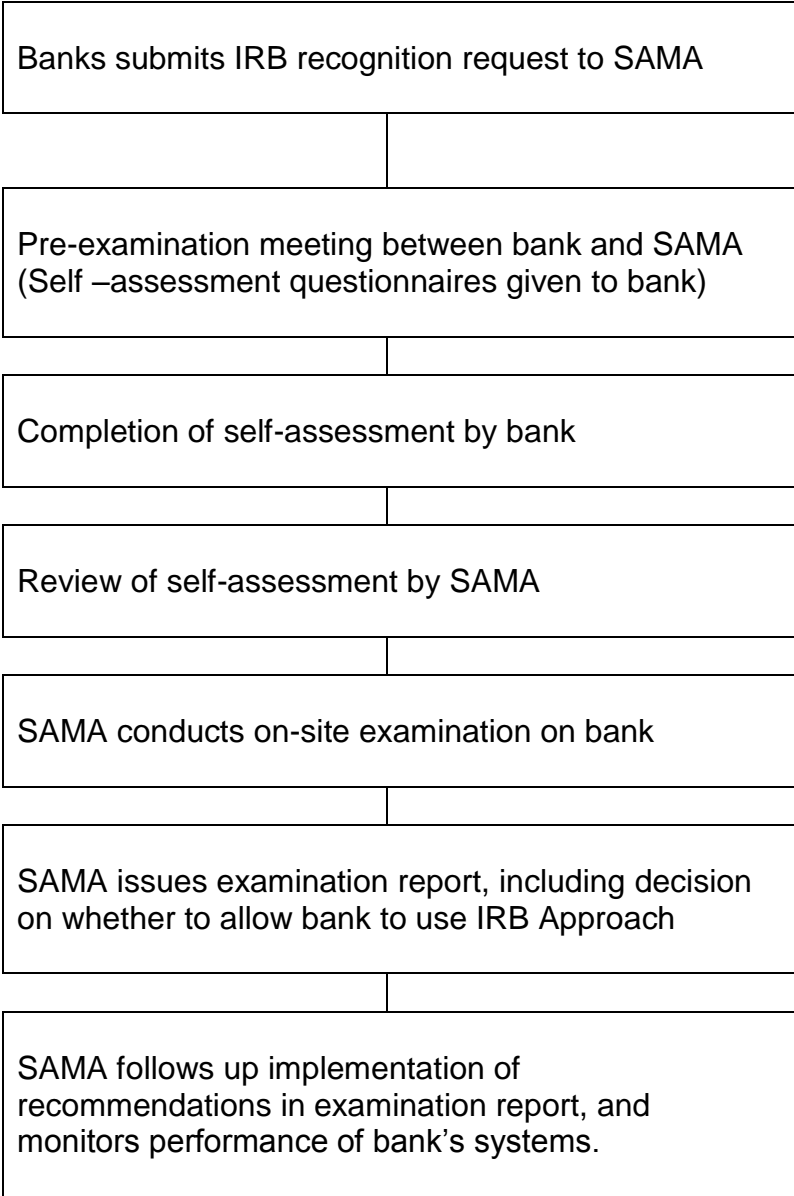 Banks submits IRB recognition request to SAMA
Pre-examination meeting between bank and SAMA
(Self –assessment questionnaires given to bank)
Completion of self-assessment by bank
Review of self-assessment by SAMA
SAMA conducts on-site examination on bank
SAMA issues examination report, including decision
on whether to allow bank to use IRB Approach
SAMA follows up implementation of
recommendations in examination report, and
monitors performance of bank’s systems.